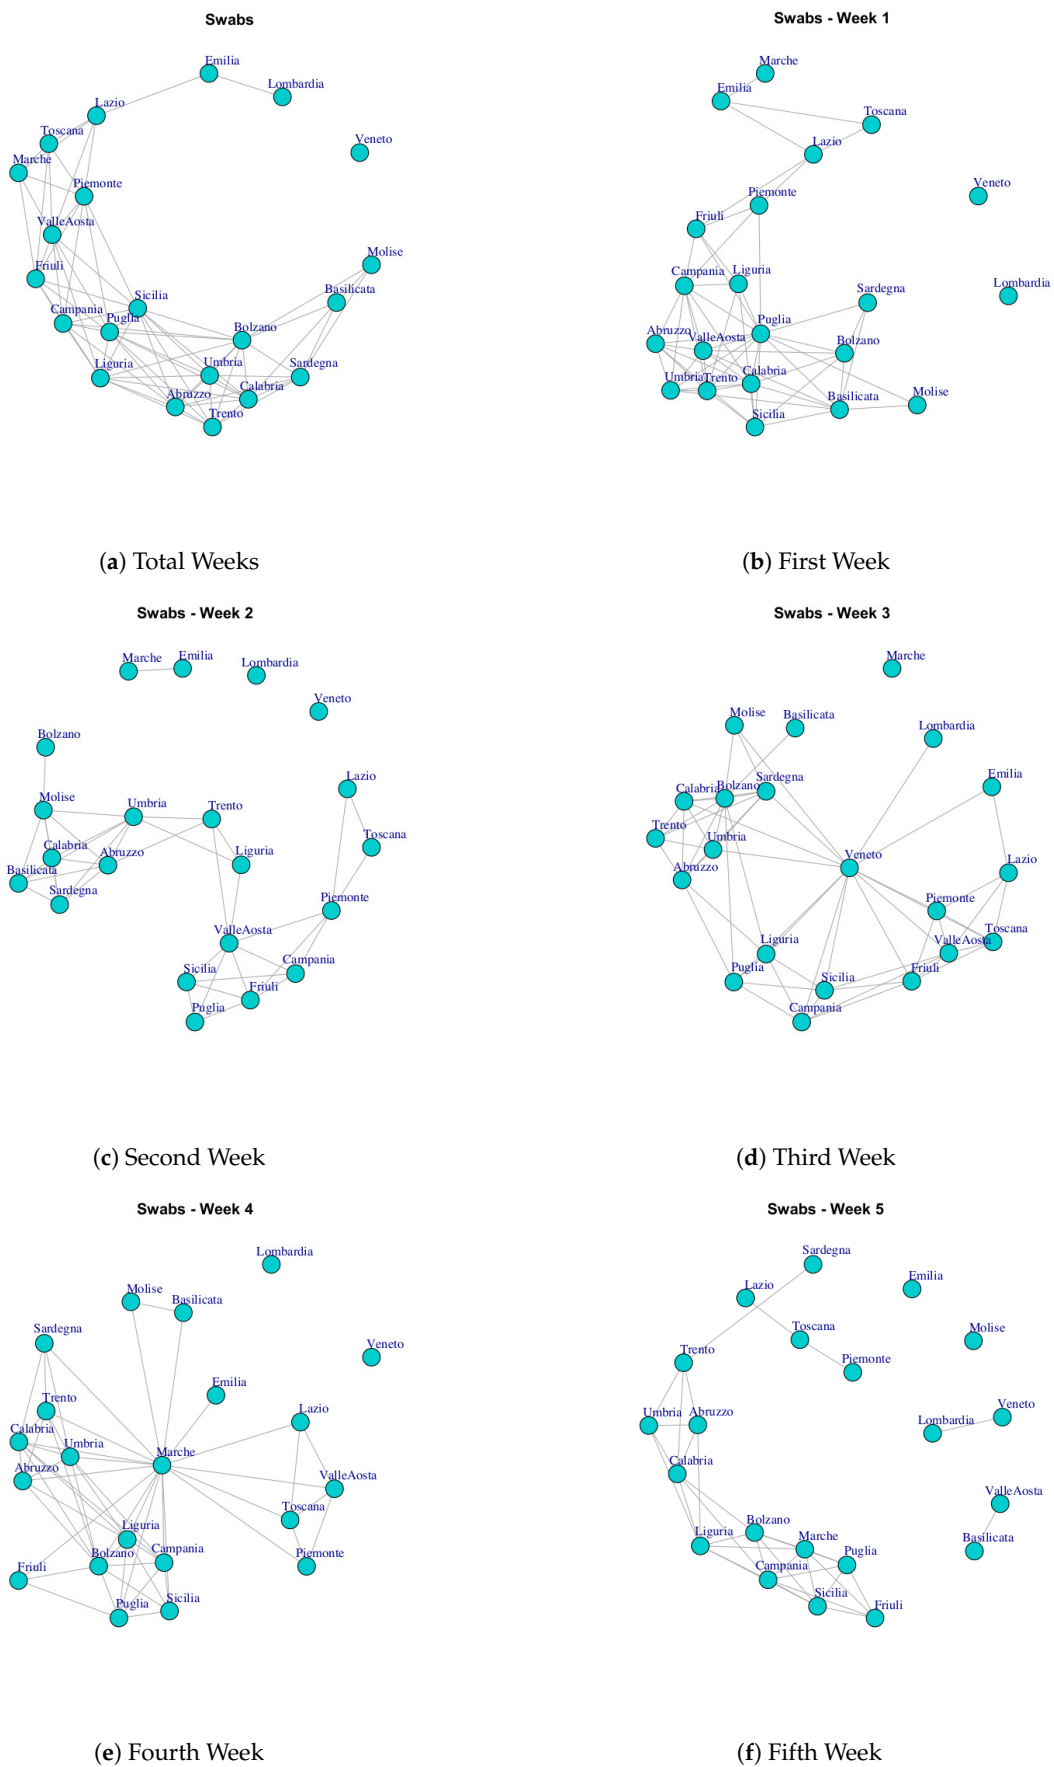 Swabs
Emilia
Lombardia
Lazio
Toscana
Veneto
Marche
Piemonte
ValleAosta
Molise
Friuli
Basilicata
Sicilia
Campania
Puglia
Bolzano
Liguria
Umbria
Sardegna
Abruzzo
Calabria
Trento
(a) Total Weeks
Swabs - Week 1
Marche
Emilia
Toscana
Lazio
Veneto
Piemonte
Friuli
Campania
Liguria
Lombardia
Sardegna
Puglia
Abruzzo
ValleAosta
Bolzano
Umbria
Trento
Calabria
Basilicata
Molise
Sicilia
(b) First Week
Swabs - Week 2
Marche
Emilia
Lombardia
Veneto
Bolzano
Lazio
Molise
Umbria
Trento
Toscana
Calabria
Abruzzo
Liguria
Basilicata
Sardegna
Piemonte
ValleAosta
Sicilia
Campania
Friuli
Puglia
(c) Second Week
Swabs - Week 3
Marche
Molise
Basilicata
Lombardia
Emilia
Calabria
Bolzano
Sardegna
Trento
Umbria
Veneto
Abruzzo
Lazio
Piemonte
Toscana
Liguria
ValleAosta
Puglia
Sicilia
Friuli
Campania
(d) Third Week
Swabs - Week 4
Lombardia
Molise
Basilicata
Sardegna
Veneto
Emilia
Trento
Lazio
Calabria
Umbria
Marche
Abruzzo
ValleAosta
Toscana
Liguria
Bolzano
Campania
Piemonte
Friuli
Puglia
Sicilia
(e) Fourth Week
Swabs - Week 5
Sardegna
Lazio
Emilia
Toscana
Molise
Trento
Piemonte
Umbria
Abruzzo
Veneto
Lombardia
Calabria
ValleAosta
Liguria
Bolzano
Marche
Basilicata
Campania
Puglia
Sicilia
Friuli
(f) Fifth Week